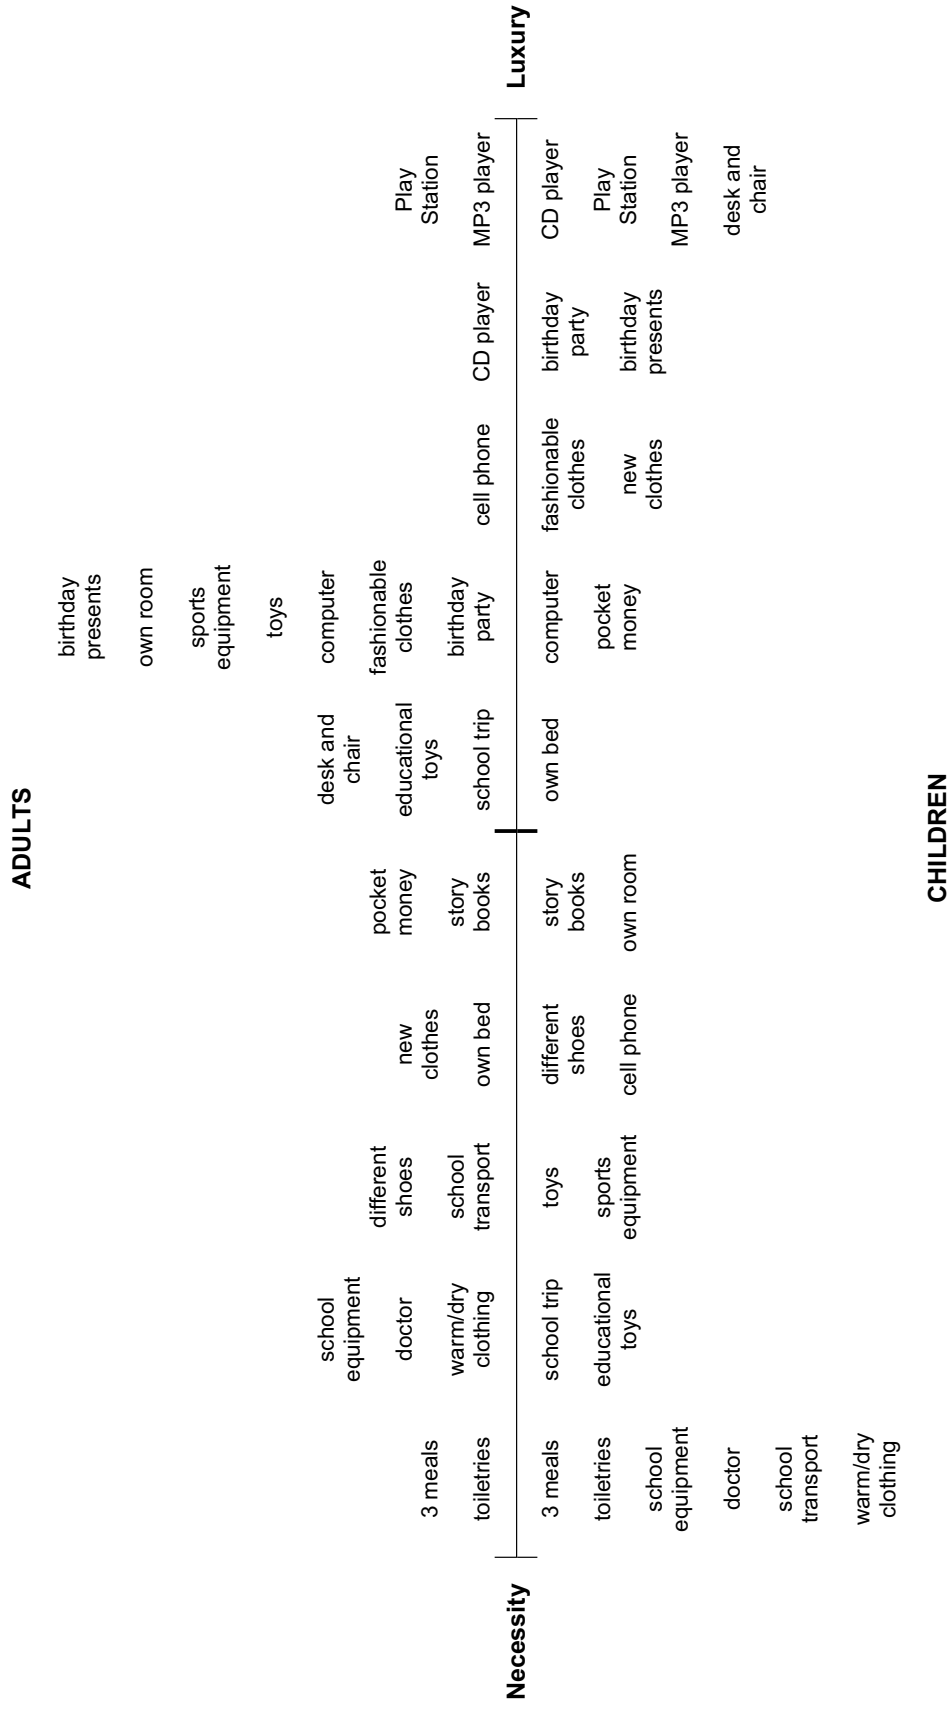 ADULTS
birthday
presents
own room
sports
equipment
toys
computer
fashionable
clothes
birthday
party
desk and
chair
educational
toys
school trip
pocket
money
story
books
new
clothes
own bed
different
shoes
school
transport
school
equipment
doctor
warm/dry
clothing
3 meals
toiletries
cell phone
CD player
Play
Station
MP3 player
Necessity
Luxury
3 meals
toiletries
school
equipment
doctor
school
transport
warm/dry
clothing
school trip
educational
toys
toys
sports
equipment
different
shoes
cell phone
story
books
own room
own bed
computer
pocket
money
fashionable
clothes
new
clothes
birthday
party
birthday
presents
CD player
Play
Station
MP3 player
desk and
chair
CHILDREN